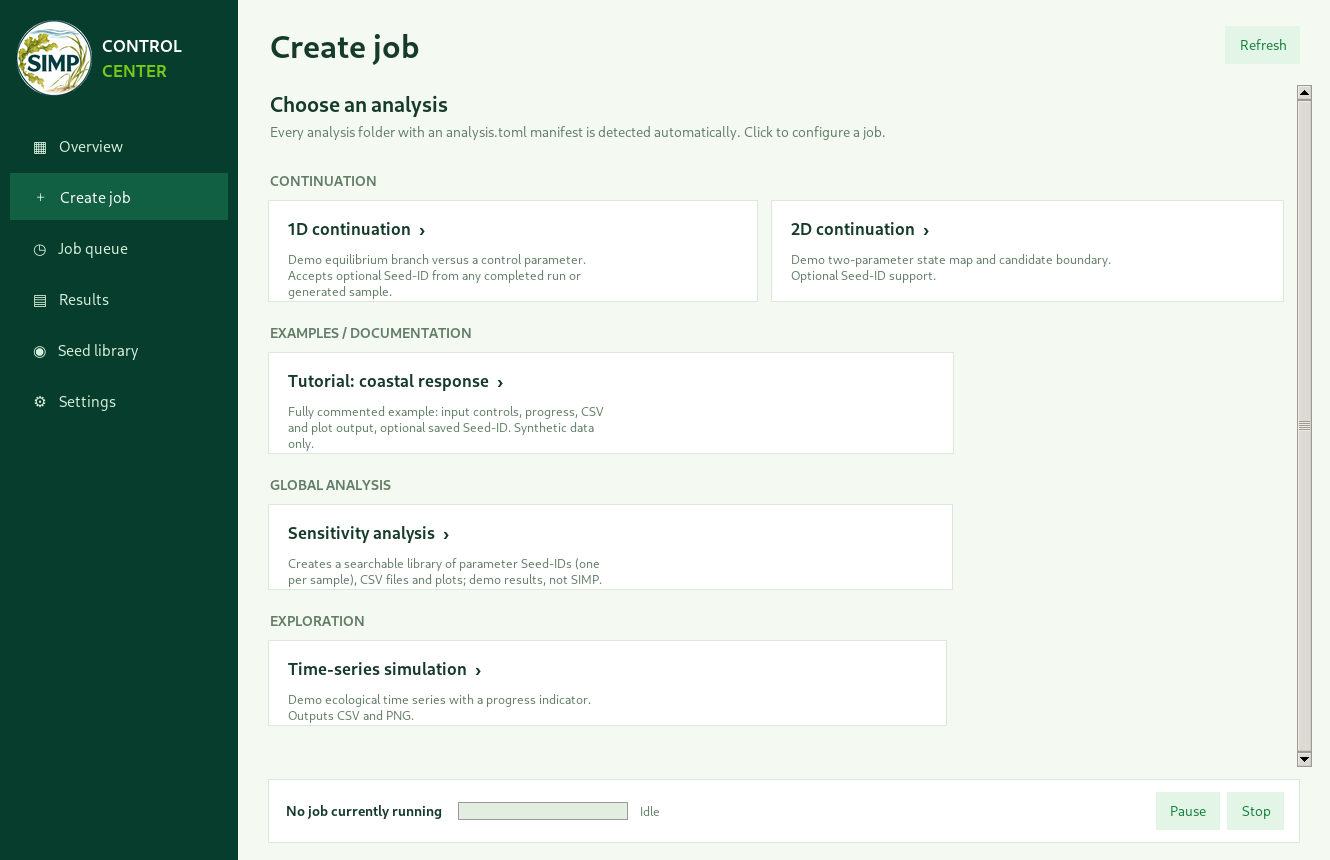 SIMP
CONTROL
CENTER
▦ Overview
+ Create job
◷ Job queue
▤ Results
◉ Seed library
⚙ Settings
Create job
Refresh
Choose an analysis
Every analysis folder with an analysis.toml manifest is detected automatically. Click to configure a job.
CONTINUATION
1D continuation ›
Demo equilibrium branch versus a control parameter.
Accepts optional Seed-ID from any completed run or
generated sample.
2D continuation ›
Demo two-parameter state map and candidate boundary.
Optional Seed-ID support.
EXAMPLES / DOCUMENTATION
Tutorial: coastal response ›
Fully commented example: input controls, progress, CSV
and plot output, optional saved Seed-ID. Synthetic data
only.
GLOBAL ANALYSIS
Sensitivity analysis ›
Creates a searchable library of parameter Seed-IDs (one
per sample), CSV files and plots; demo results, not SIMP.
EXPLORATION
Time-series simulation ›
Demo ecological time series with a progress indicator.
Outputs CSV and PNG.
No job currently running
Idle
Pause
Stop